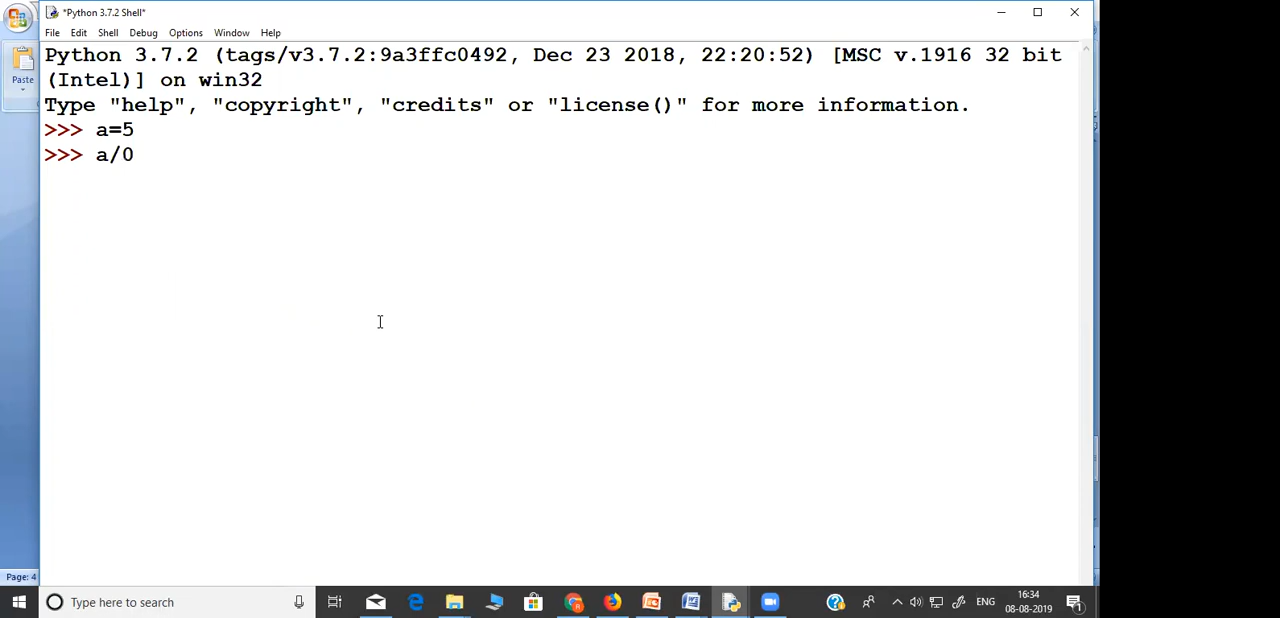 *Python 3.7.2 Shell*
File Edit Shell Debug Options Window Help
Paste
Python 3.7.2 (tags/v3.7.2:9a3ffc0492, Dec 23 2018, 22:20:52) [MSC v.1916 32 bit
(Intel)] on win32
Type "help", "copyright", "credits" or "license()" for more information.
>>> a=5
>>> a/0
Page: 4
Type here to search
ENG
16:34
08-08-2019
1